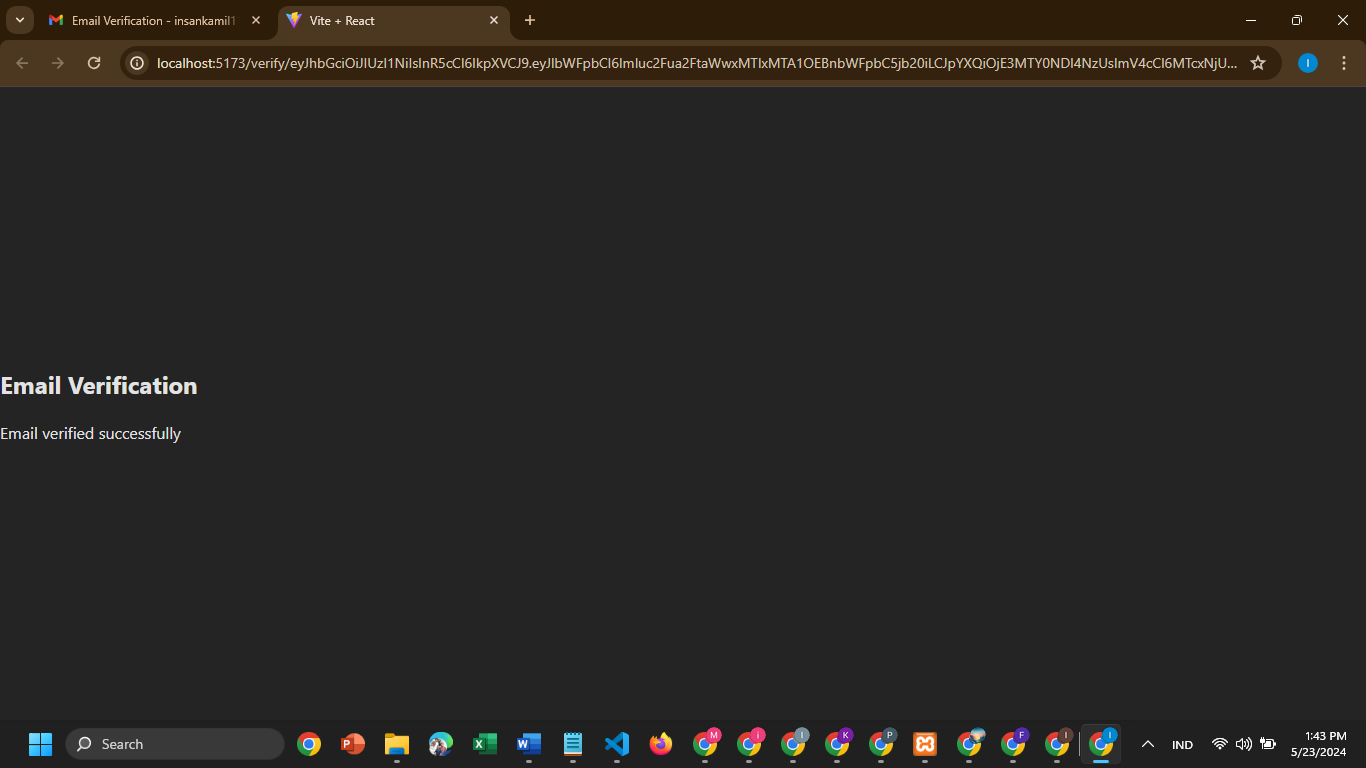 Email Verification - insankamil1
Vite + React
localhost:5173/verify/eyJhbGciOiJIUzI1NiIsInR5cCI6IkpXVCJ9.eyJlbWFpbCI6Imluc2Fua2FtaWwxMTIxMTA1OEBnbWFpbC5jb20iLCJpYXQiOjE3MTY0NDI4NzUsImV4cCI6MTcxNjU...
I
Email Verification
Email verified successfully
Search
P
X
W
M
i
I
K
P
F
I
I
IND
1:43 PM
5/23/2024